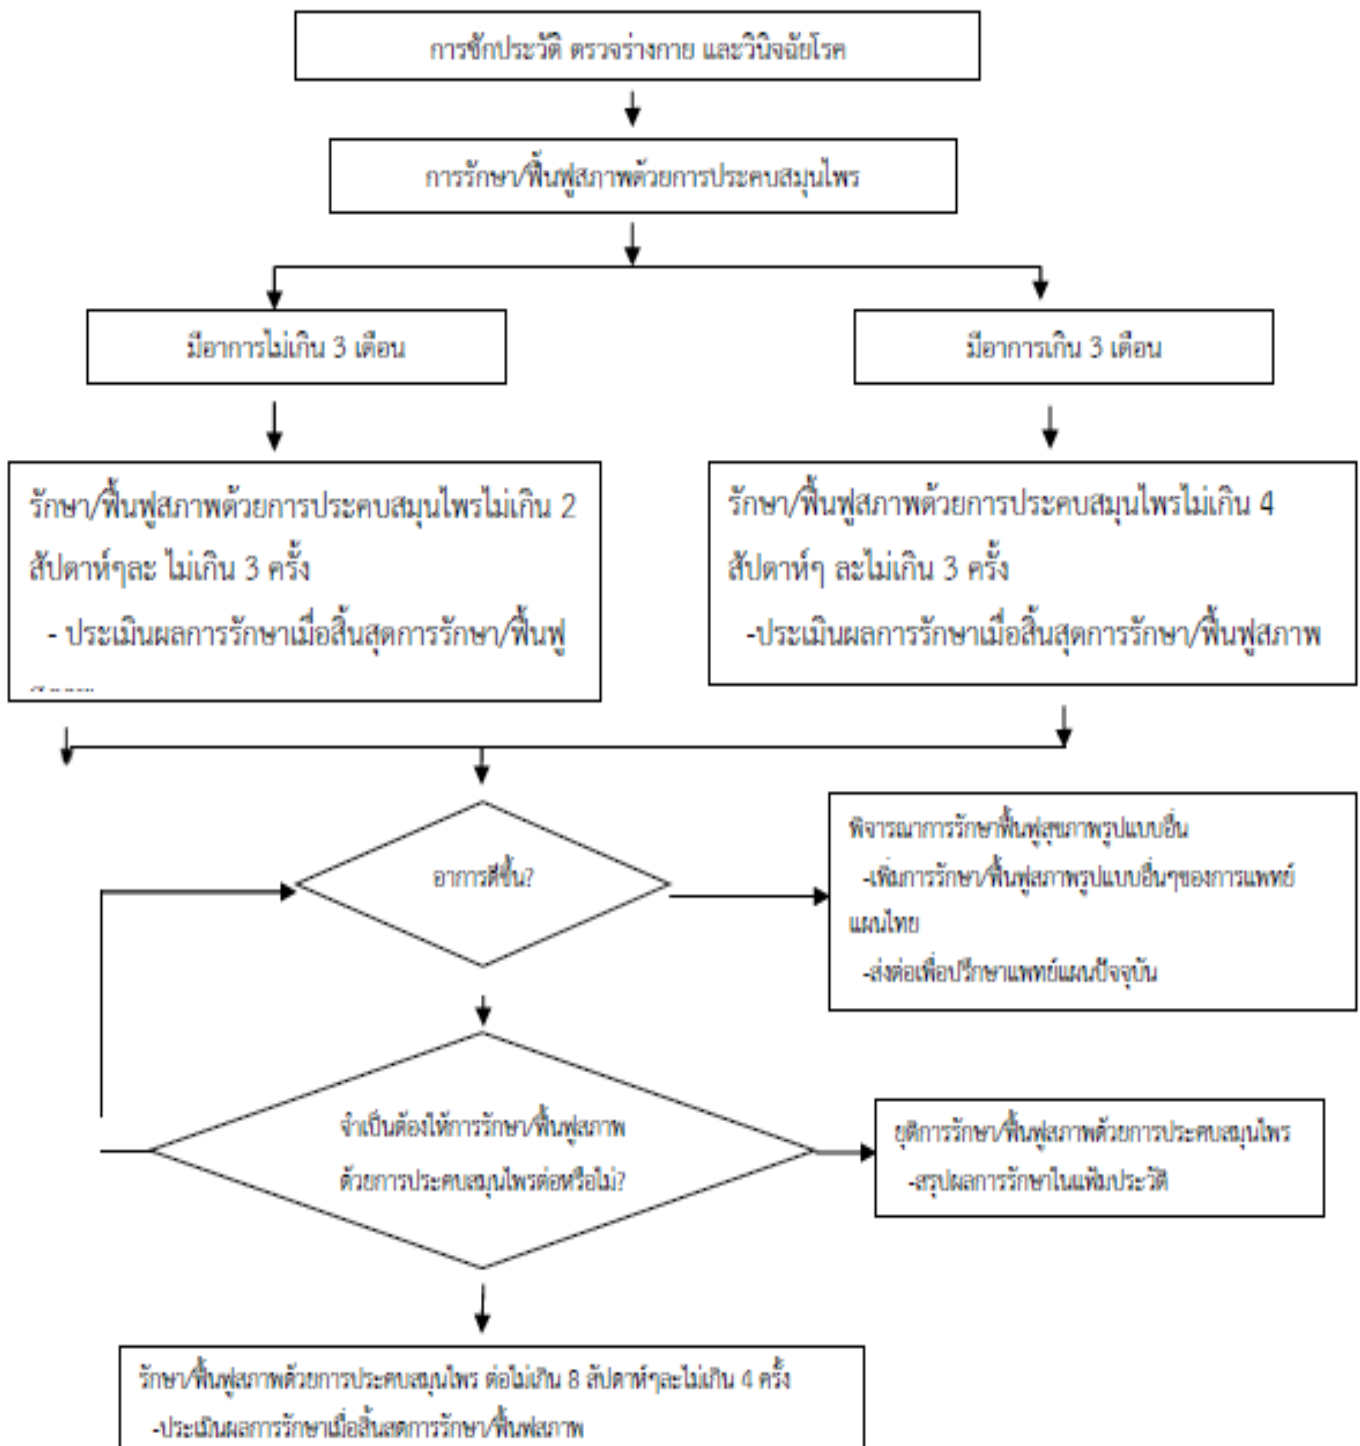 การซักประวัติ ตรวจร่างกาย และวินิจฉัยโรค
การรักษา/ฟื้นฟูสภาพด้วยการประคบสมุนไพร
มีอาการไม่เกิน 3 เดือน
มีอาการเกิน 3 เดือน
รักษา/ฟื้นฟูสภาพด้วยการประคบสมุนไพรไม่เกิน 2
สัปดาห์ๆละ ไม่เกิน 3 ครั้ง
- ประเมินผลการรักษาเมื่อสิ้นสุดการรักษา/ฟื้นฟู
รักษา/ฟื้นฟูสภาพด้วยการประคบสมุนไพรไม่เกิน 4
สัปดาห์ๆ ละไม่เกิน 3 ครั้ง
-ประเมินผลการรักษาเมื่อสิ้นสุดการรักษา/ฟื้นฟูสภาพ
อาการดีขึ้น?
พิจารณาการรักษาฟื้นฟูสุขภาพรูปแบบอื่น
-เพิ่มการรักษา/ฟื้นฟูสภาพรูปแบบอื่นๆของการแพทย์
แผนไทย
-ส่งต่อเพื่อปรึกษาแพทย์แผนปัจจุบัน
จำเป็นต้องให้การรักษา/ฟื้นฟูสภาพ
ด้วยการประคบสมุนไพรต่อหรือไม่?
ยุติการรักษา/ฟื้นฟูสภาพด้วยการประคบสมุนไพร
-สรุปผลการรักษาในแฟ้มประวัติ
รักษา/ฟื้นฟูสภาพด้วยการประคบสมุนไพร ต่อไม่เกิน 8 สัปดาห์ๆละไม่เกิน 4 ครั้ง
-ประเมินผลการรักษาเมื่อสิ้นสุดการรักษา/ฟื้นฟูสภาพ